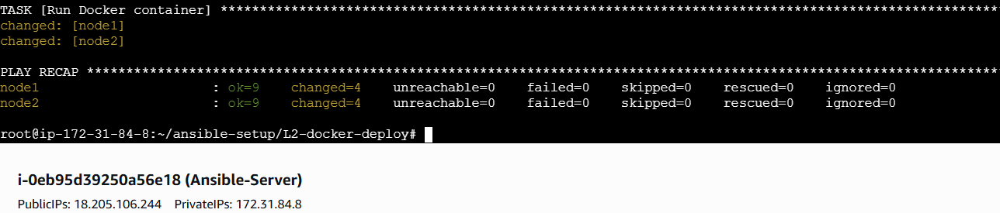 TASK [Run Docker container] ****************************************************************************************************
changed: [node1]
changed: [node2]
PLAY RECAP *********************************************************************************************************************
node1 : ok=9 changed=4 unreachable=0 failed=0 skipped=0 rescued=0 ignored=0
node2 : ok=9 changed=4 unreachable=0 failed=0 skipped=0 rescued=0 ignored=0
root@ip-172-31-84-8:~/ansible-setup/L2-docker-deploy#
i-0eb95d39250a56e18 (Ansible-Server)
PublicIPs: 18.205.106.244 PrivateIPs: 172.31.84.8